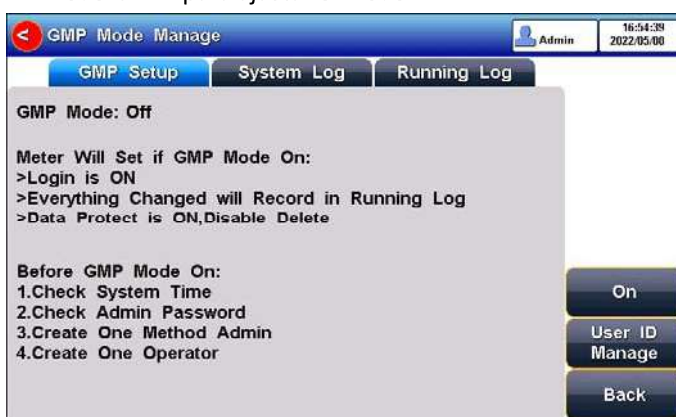 GMP Mode Manage
Admin
16:54:39
2022/05/00
GMP Setup
System Log
Running Log
GMP Mode: Off
Meter Will Set if GMP Mode On:
>Login is ON
>Everything Changed will Record in Running Log
>Data Protect is ON,Disable Delete
Before GMP Mode On:
1.Check System Time
2.Check Admin Password
3.Create One Method Admin
4.Create One Operator
On
User ID
Manage
Back